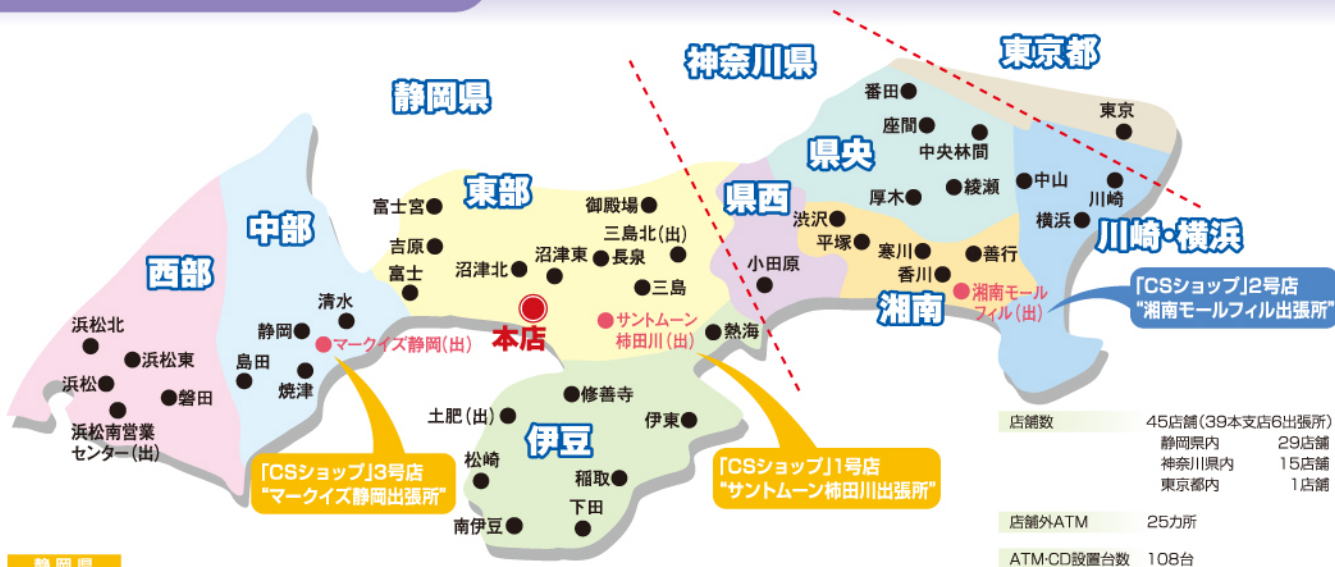 静岡県
神奈川県
東京都
西部
中部
東部
県西
県央
湘南
川崎・横浜
伊豆
浜松北
浜松東
浜松
磐田
浜松南営業
センター(出)
清水
静岡
マークイズ静岡(出)
島田
焼津
富士宮
吉原
富士
沼津北
沼津東
御殿場
三島北(出)
長泉
三島
本店
サントムーン
柿田川(出)
熱海
修善寺
土肥(出)
伊東
松崎
稲取
下田
南伊豆
小田原
番田
座間
中央林間
綾瀬
厚木
渋沢
平塚
寒川
香川
善行
湘南モール
フィル(出)
東京
中山
川崎
横浜
「CSショップ」3号店
"マークイズ静岡出張所"
「CSショップ」1号店
"サントムーン柿田川出張所"
「CSショップ」2号店
"湘南モールフィル出張所"
店舗数 45店舗(39本支店6出張所)
静岡県内 29店舗
神奈川県内 15店舗
東京都内 1店舗
店舗外ATM 25カ所
ATM・CD設置台数 108台
静岡県